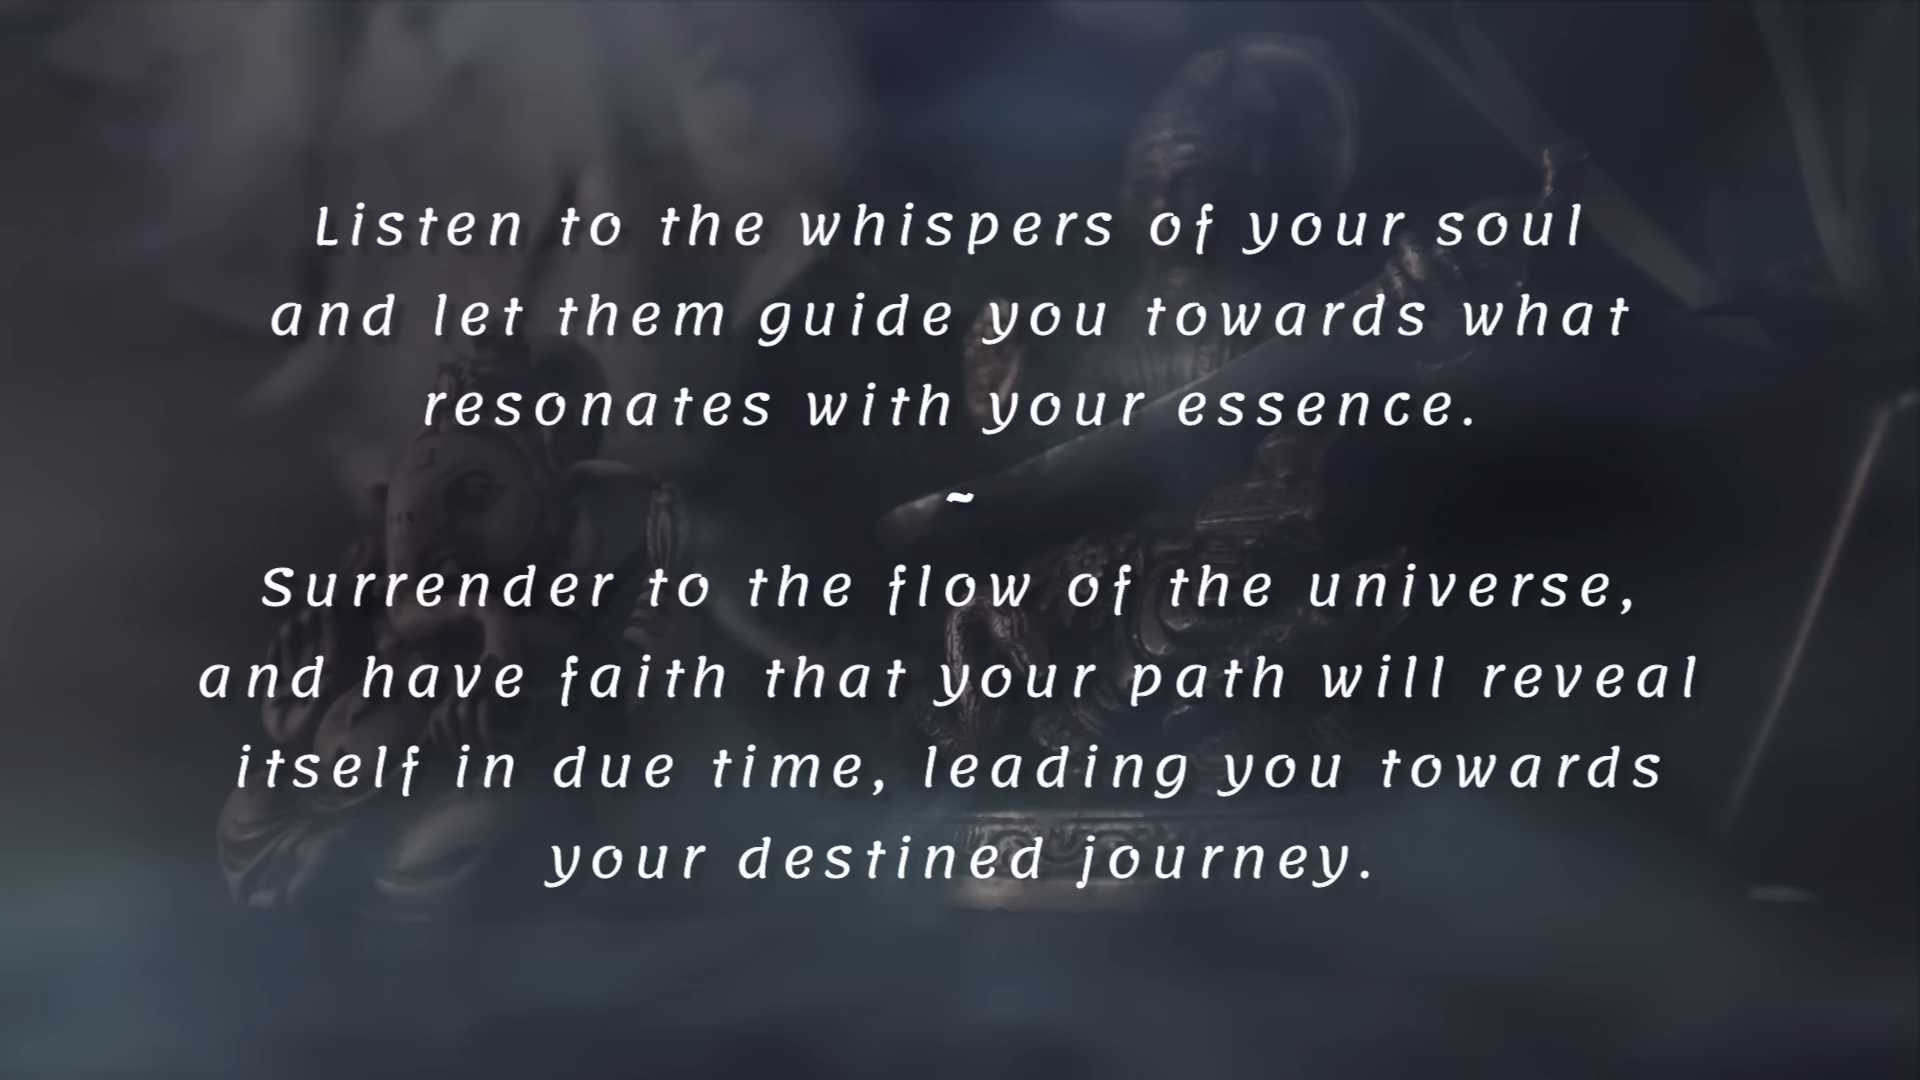 Listen to the whispers of your soul
and let them guide you towards what
resonates with your essence.
~
Surrender to the flow of the universe,
and have faith that your path will reveal
itself in due time, leading you towards
your destined journey.